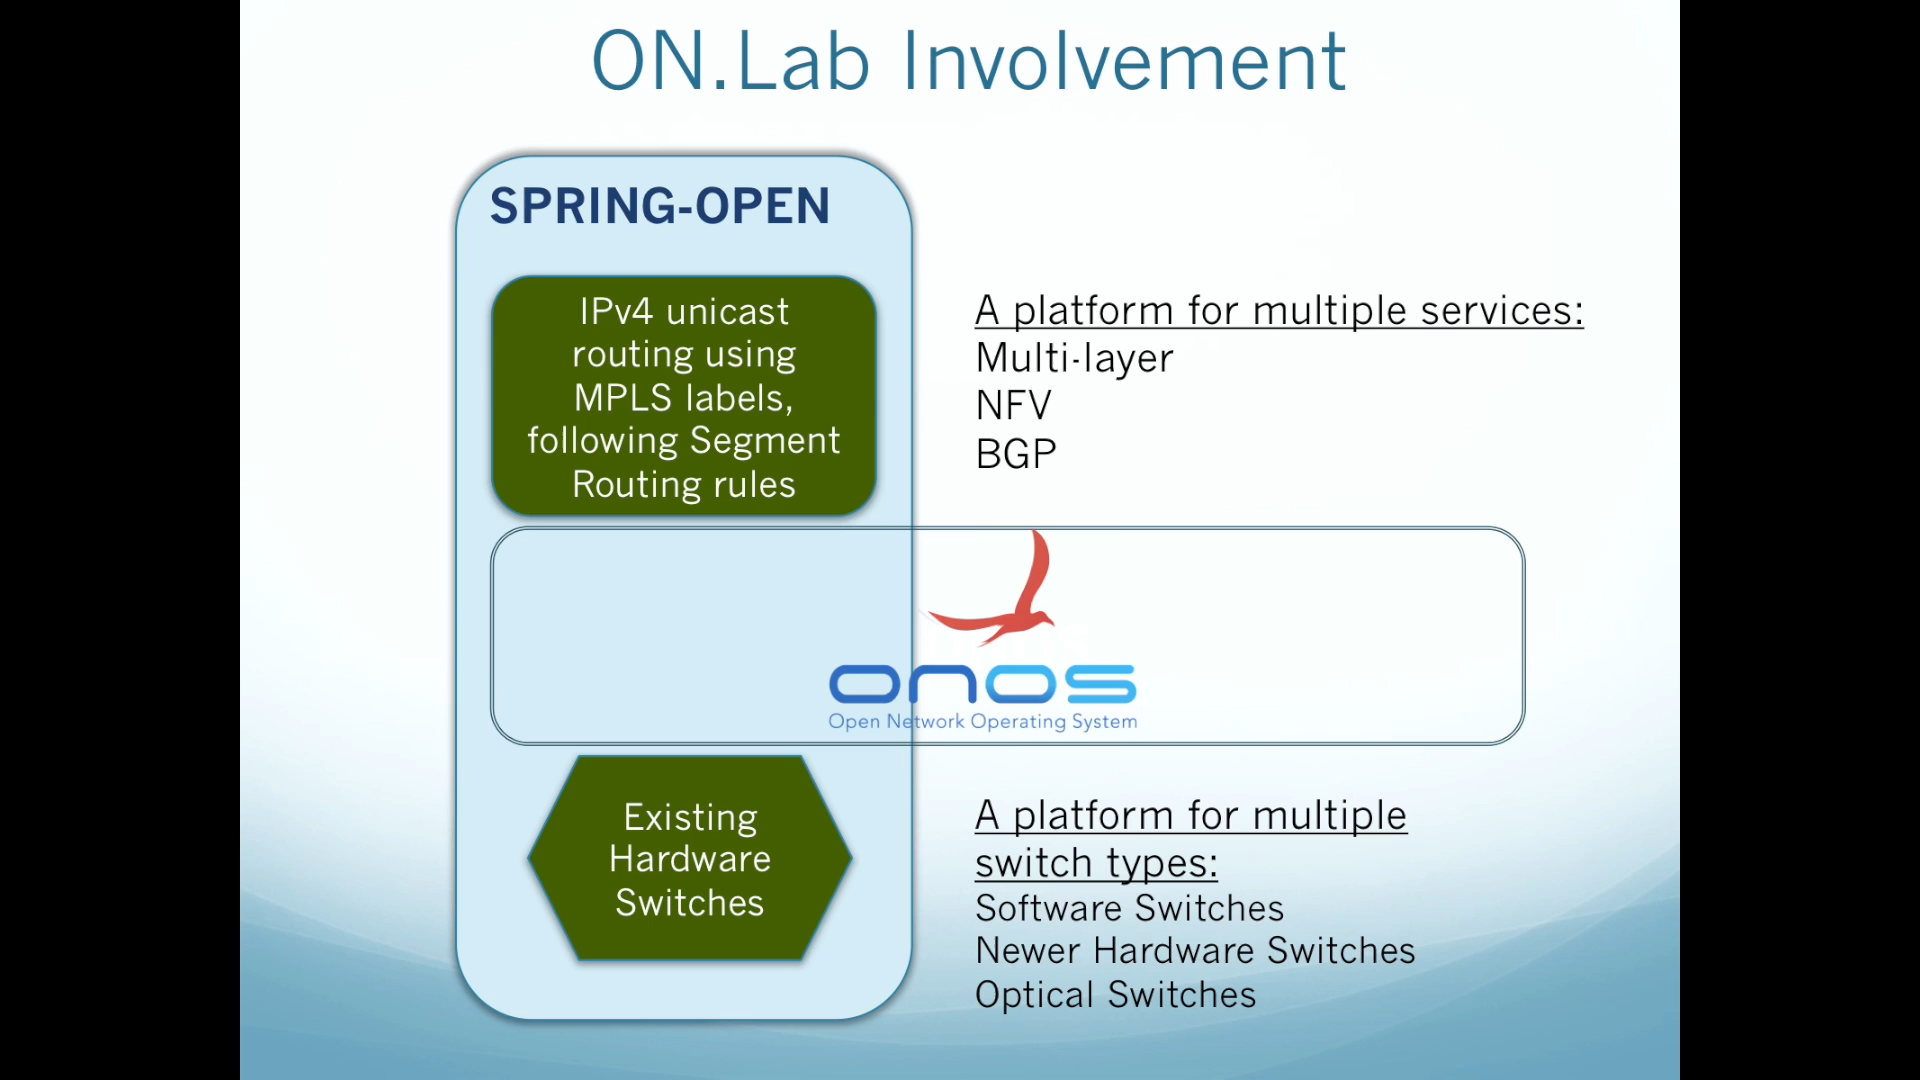 ON.Lab Involvement
SPRING-OPEN
IPv4 unicast
routing using
MPLS labels,
following Segment
Routing rules
A platform for multiple services:
Multi-layer
NFV
BGP
onos
Open Network Operating System
Existing
Hardware
Switches
A platform for multiple
switch types:
Software Switches
Newer Hardware Switches
Optical Switches